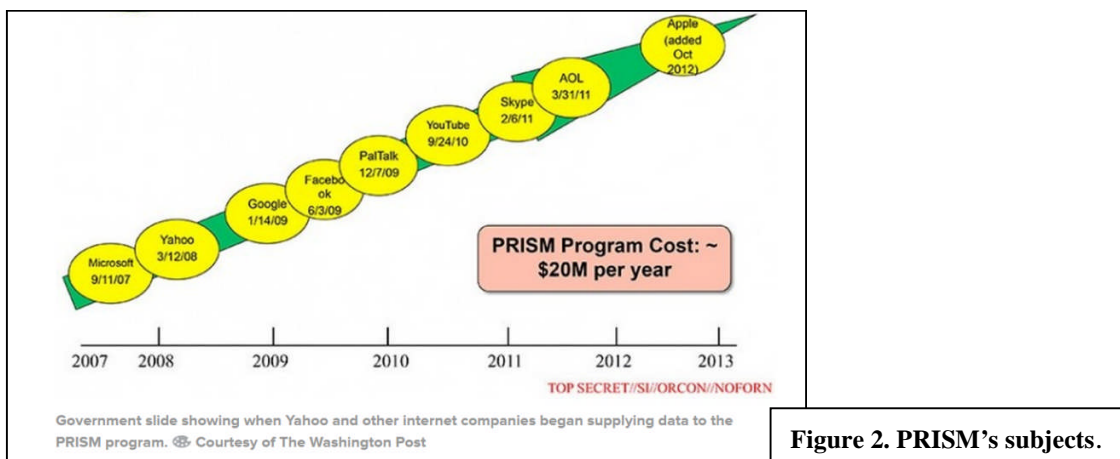 Apple
(added
Oct
2012)
AOL
3/31/11
Skype
2/6/11
YouTube
9/24/10
PalTalk
12/7/09
Facebo
ok
6/3/09
Google
1/14/09
Yahoo
3/12/08
Microsoft
9/11/07
PRISM Program Cost: ~
$20M per year
2007 2008 2009 2010 2011 2012 2013
TOP SECRET//SI//ORCON//NOFORN
Government slide showing when Yahoo and other internet companies began supplying data to the
PRISM program. Courtesy of The Washington Post
Figure 2. PRISM’s subjects.